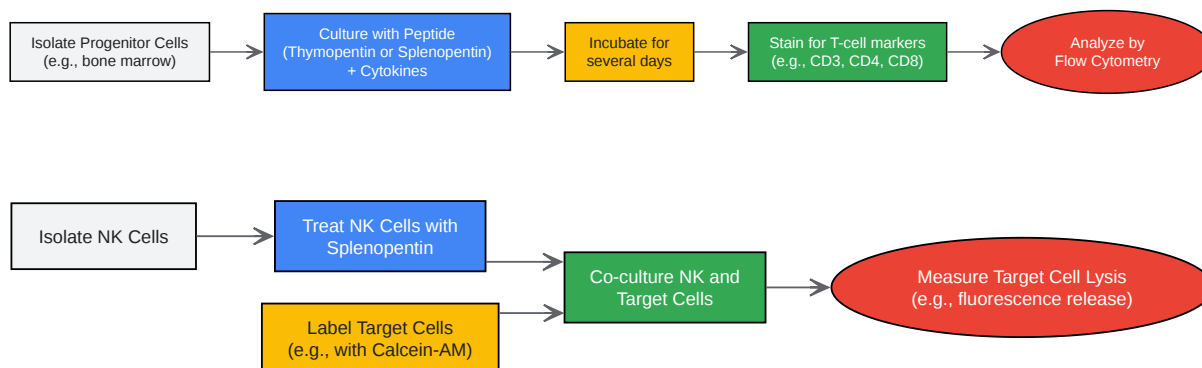 Isolate Progenitor Cells
(e.g., bone marrow)
Culture with Peptide
(Thymopentin or Splenopentin)
+ Cytokines
Incubate for
several days
Stain for T-cell markers
(e.g., CD3, CD4, CD8)
Analyze by
Flow Cytometry
Isolate NK Cells
Treat NK Cells with
Splenopentin
Label Target Cells
(e.g., with Calcein-AM)
Co-culture NK and
Target Cells
Measure Target Cell Lysis
(e.g., fluorescence release)